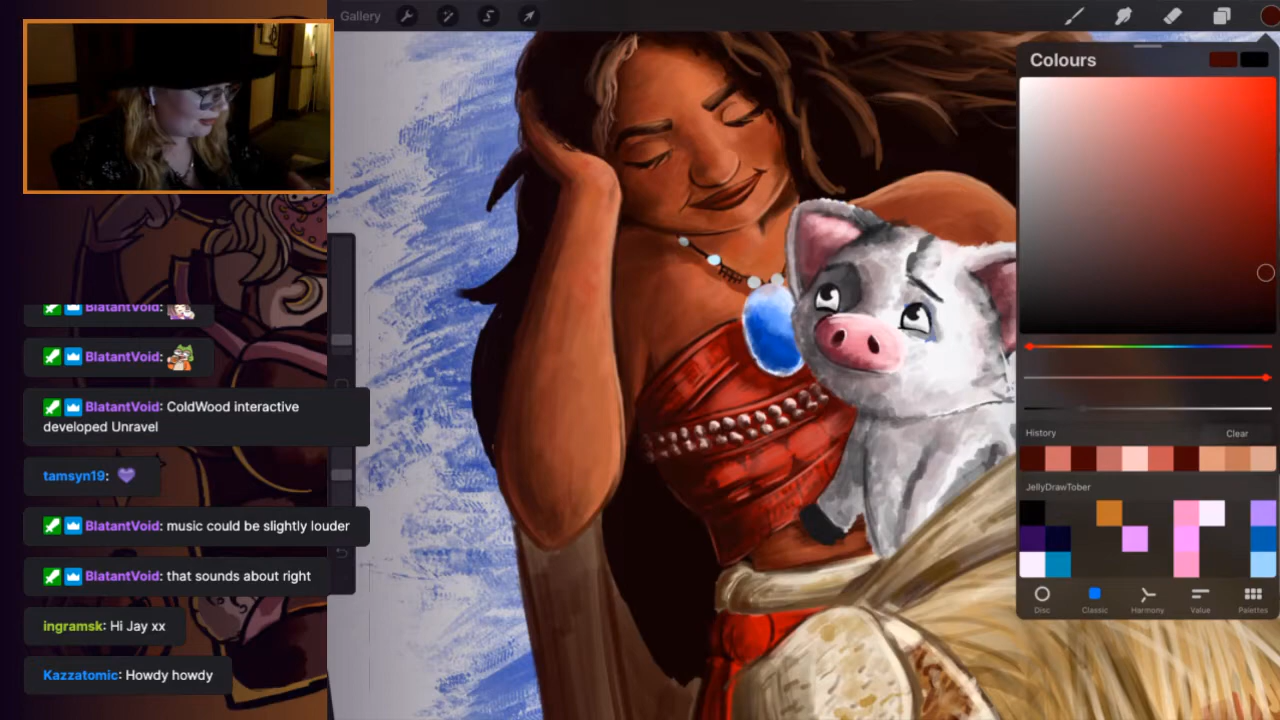 Gallery
Colours
BlatantVoid:
BlatantVoid:
BlatantVoid: ColdWood interactive
developed Unravel
tamsyn19:
BlatantVoid: music could be slightly louder
BlatantVoid: that sounds about right
ingramsk: Hi Jay xx
Kazzatomic: Howdy howdy
History
Clear
JellyDrawTober
Disc
Classic
Harmony
Value
Palettes